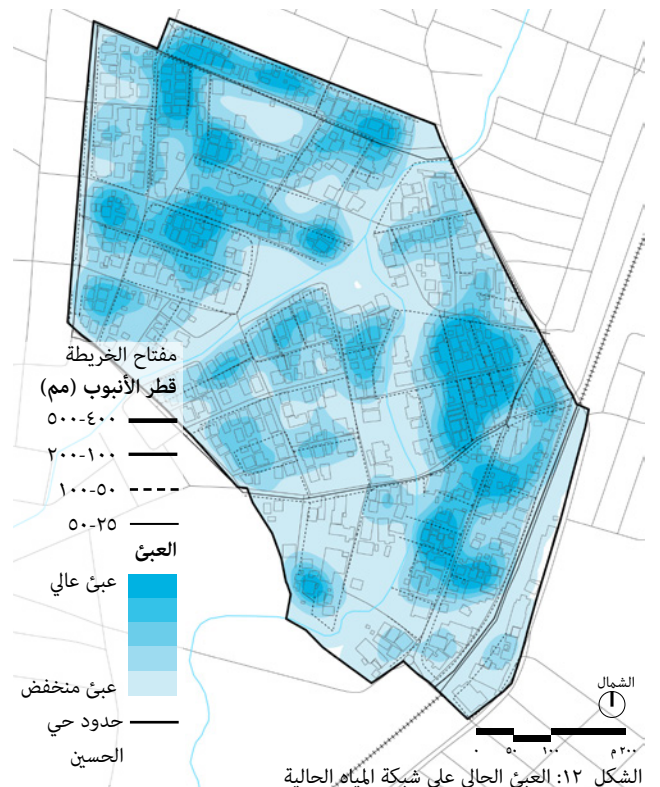 مفتاح الخريطة
قطر الأنبوب (مم)
٤٠٠-٥٠٠
١٠٠-٢٠٠
٥٠-١٠٠
٢٥-٥٠
العبئ
عبئ عالي
عبئ منخفض
حدود حي
الحسين
الشمال
٠ ٥٠ ١٠٠ ٢٠٠م
الشكل ١٢: العبئ الحالي على شبكة المياه الحالية